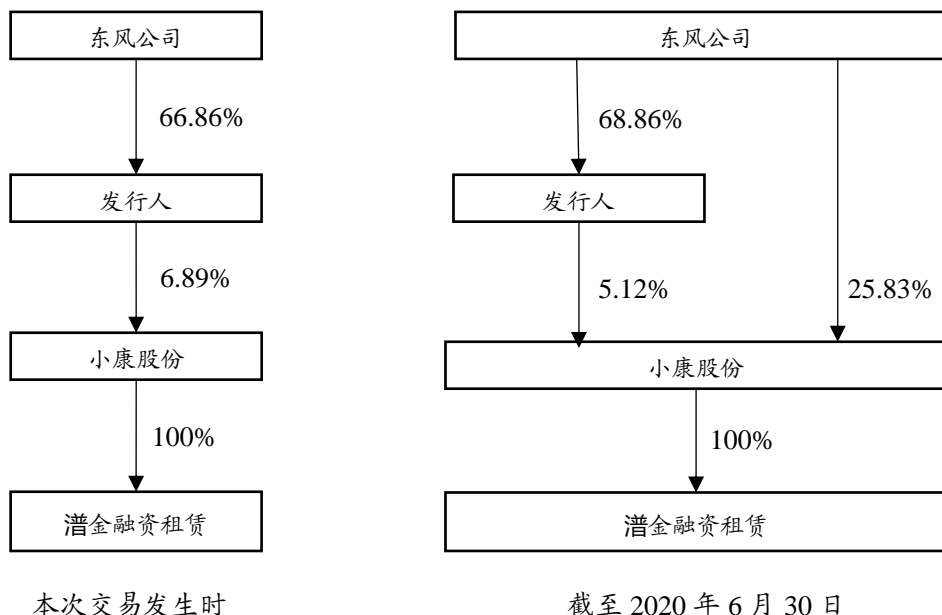 东风公司
东风公司
66.86%
68.86%
发行人
发行人
6.89%
5.12%
25.83%
小康股份
小康股份
100%
100%
潽金融资租赁
潽金融资租赁
本次交易发生时
截至 2020 年 6 月 30 日